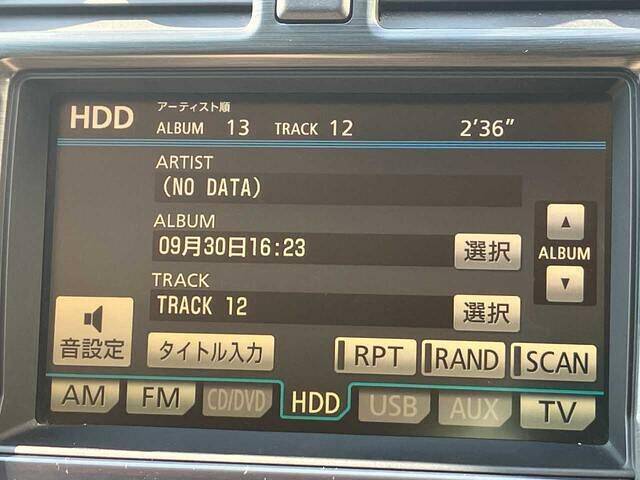 HDD
アーティスト順
ALBUM 13 TRACK 12 2'36"
ARTIST
(NO DATA)
ALBUM
09月30日16:23
選択
ALBUM
TRACK
TRACK 12
選択
音設定
タイトル入力
RPT
RAND
SCAN
AM
FM
CD/DVD
HDD
USB
AUX
TV